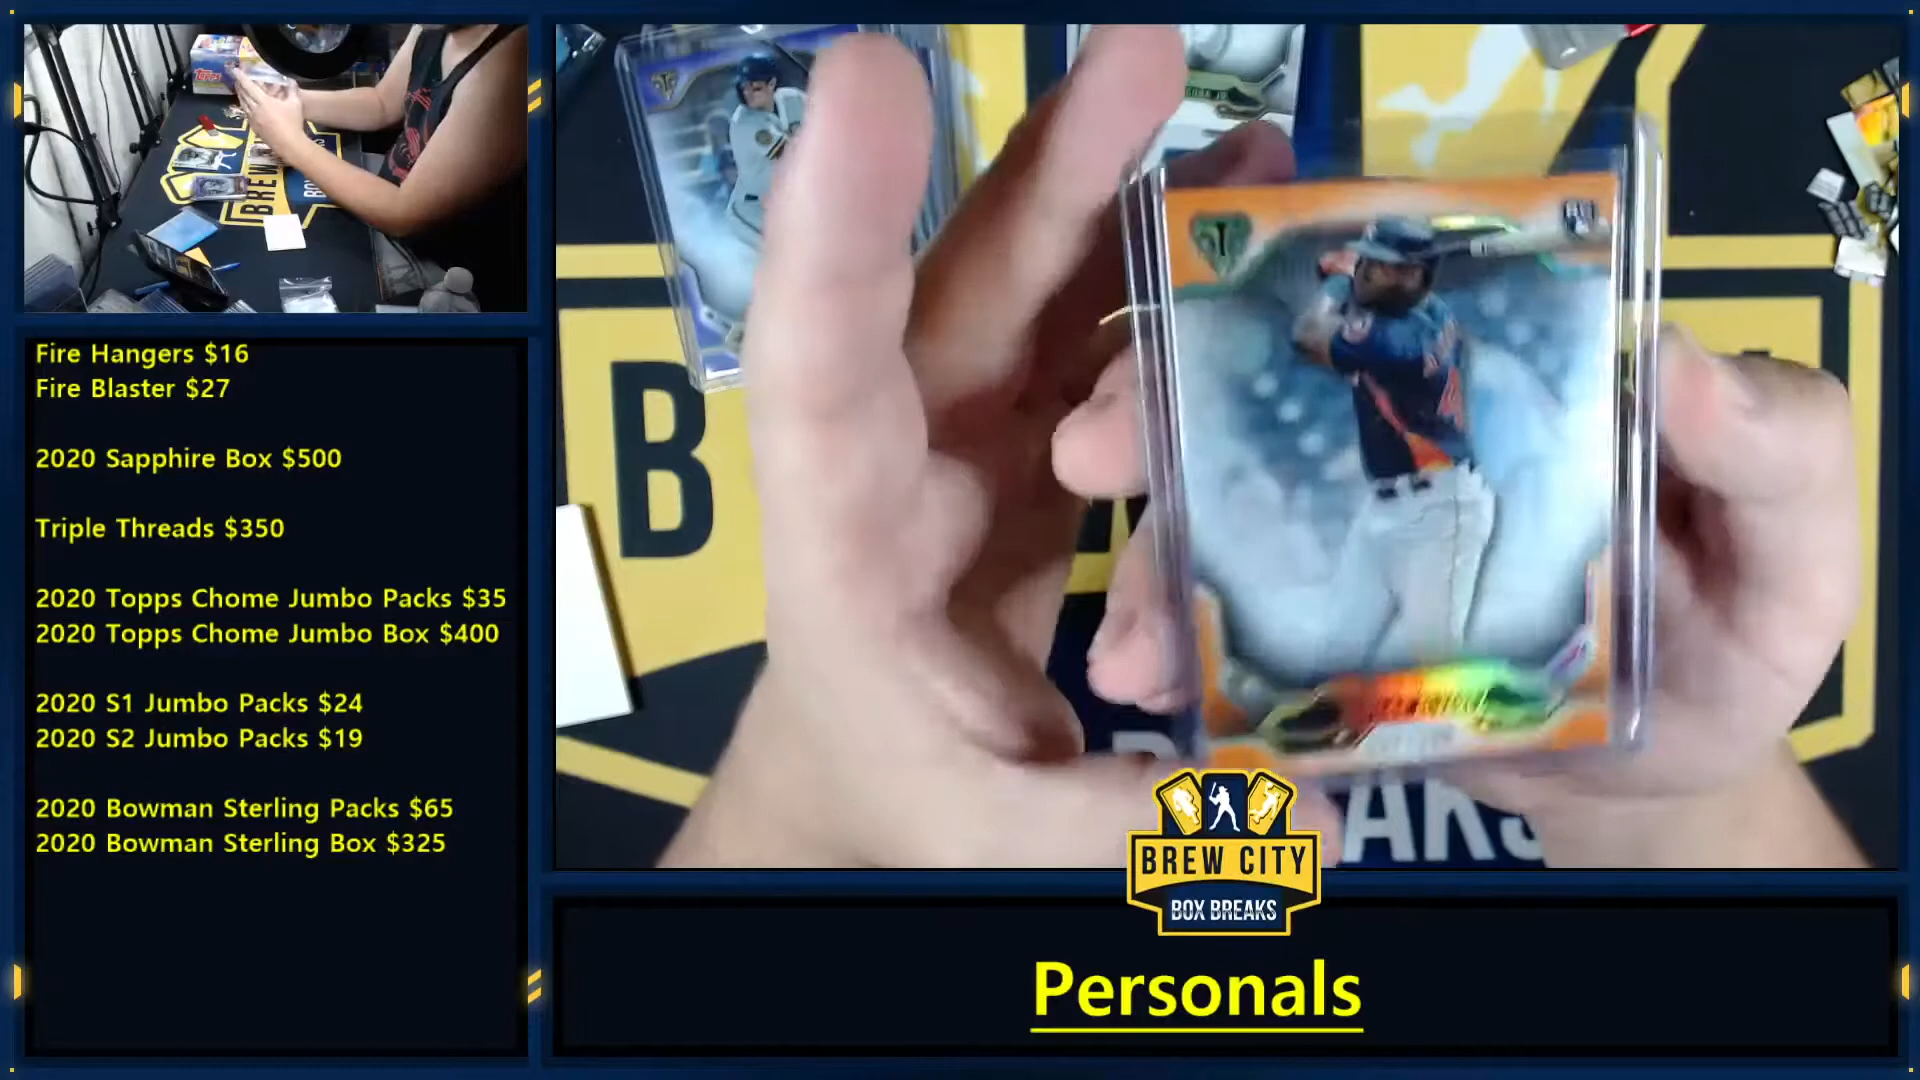 Fire Hangers $16
Fire Blaster $27
2020 Sapphire Box $500
Triple Threads $350
2020 Topps Chome Jumbo Packs $35
2020 Topps Chome Jumbo Box $400
2020 S1 Jumbo Packs $24
2020 S2 Jumbo Packs $19
2020 Bowman Sterling Packs $65
2020 Bowman Sterling Box $325
BREW CITY
BOX BREAKS
Personals